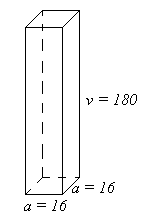 v = 180
a = 16
a = 16